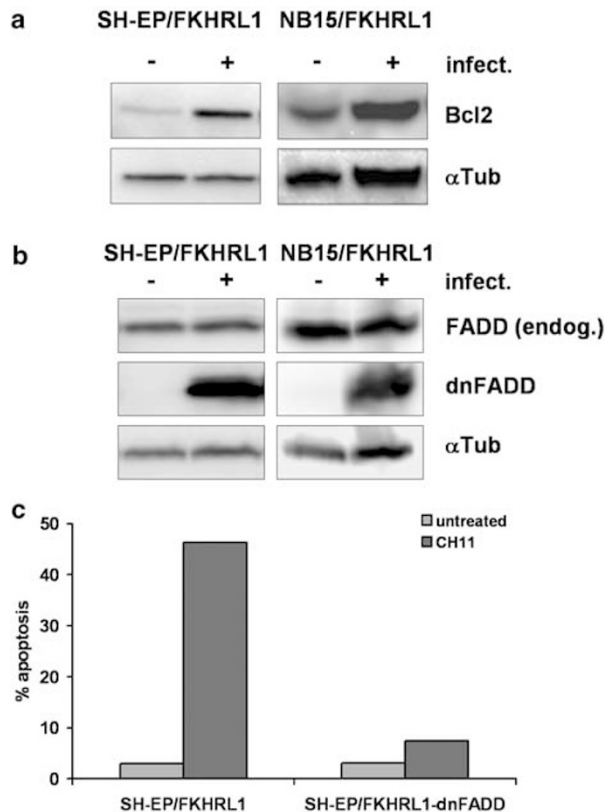 a
SH-EP/FKHRL1 NB15/FKHRL1
- + - + infect.
Bcl2
αTub
b
SH-EP/FKHRL1 NB15/FKHRL1
- + - + infect.
FADD (endog.)
dnFADD
αTub
c
50
40
30
20
10
0
% apoptosis
untreated
CH11
SH-EP/FKHRL1 SH-EP/FKHRL1-dnFADD